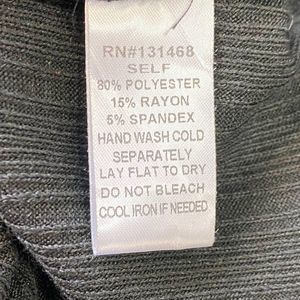 RN#131468
SELF
80% POLYESTER
15% RAYON
5% SPANDEX
HAND WASH COLD
SEPARATELY
LAY FLAT TO DRY
DO NOT BLEACH
COOL IRON IF NEEDED